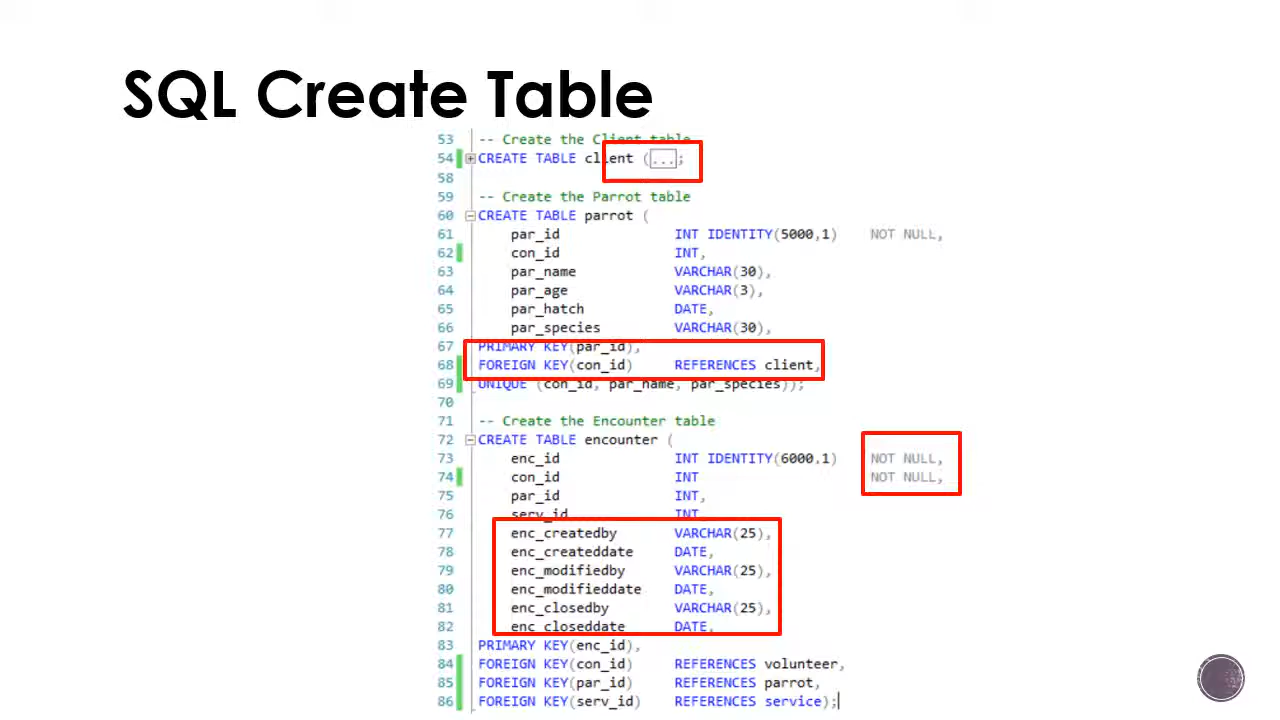 SQL Create Table
53 -- Create the Client table
54 CREATE TABLE client (...;
58
59 -- Create the Parrot table
60 CREATE TABLE parrot (
61 par_id INT IDENTITY(5000,1) NOT NULL,
62 con_id INT,
63 par_name VARCHAR(30),
64 par_age VARCHAR(3),
65 par_hatch DATE,
66 par_species VARCHAR(30),
67 PRIMARY KEY(par_id),
68 FOREIGN KEY(con_id) REFERENCES client,
69 UNIQUE (con_id, par_name, par_species));
70
71 -- Create the Encounter table
72 CREATE TABLE encounter (
73 enc_id INT IDENTITY(6000,1) NOT NULL,
74 con_id INT NOT NULL,
75 par_id INT,
76 serv_id INT,
77 enc_createdby VARCHAR(25),
78 enc_createddate DATE,
79 enc_modifiedby VARCHAR(25),
80 enc_modifieddate DATE,
81 enc_closedby VARCHAR(25),
82 enc_closeddate DATE,
83 PRIMARY KEY(enc_id),
84 FOREIGN KEY(con_id) REFERENCES volunteer,
85 FOREIGN KEY(par_id) REFERENCES parrot,
86 FOREIGN KEY(serv_id) REFERENCES service);